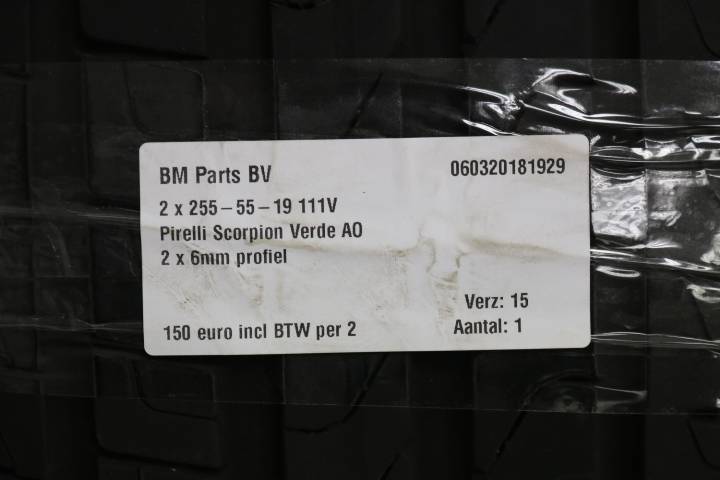 BM Parts BV 060320181929
2 x 255-55-19 111V
Pirelli Scorpion Verde AO
2 x 6mm profiel
Verz: 15
150 euro incl BTW per 2 Aantal: 1